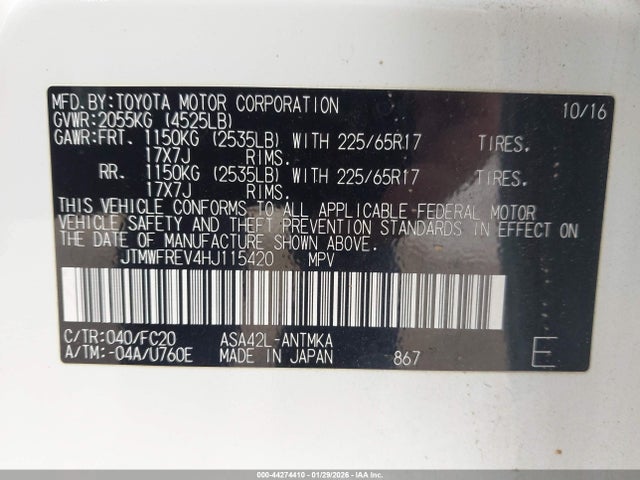 MFD.BY:TOYOTA MOTOR CORPORATION 10/16
GVWR:2055KG (4525LB)
GAWR:FRT. 1150KG (2535LB) WITH 225/65R17 TIRES.
17X7J RIMS.
RR. 1150KG (2535LB) WITH 225/65R17 TIRES.
17X7J RIMS.
THIS VEHICLE CONFORMS TO ALL APPLICABLE FEDERAL MOTOR
VEHICLE SAFETY AND THEFT PREVENTION STANDARDS IN EFFECT ON
THE DATE OF MANUFACTURE SHOWN ABOVE.
JTMWFREV4HJ115420 MPV
C/TR:040/FC20 ASA42L-ANTMKA
A/TM:-04A/U760E MADE IN JAPAN 867 E
000-44274410 - 01/29/2026 - IAA Inc.